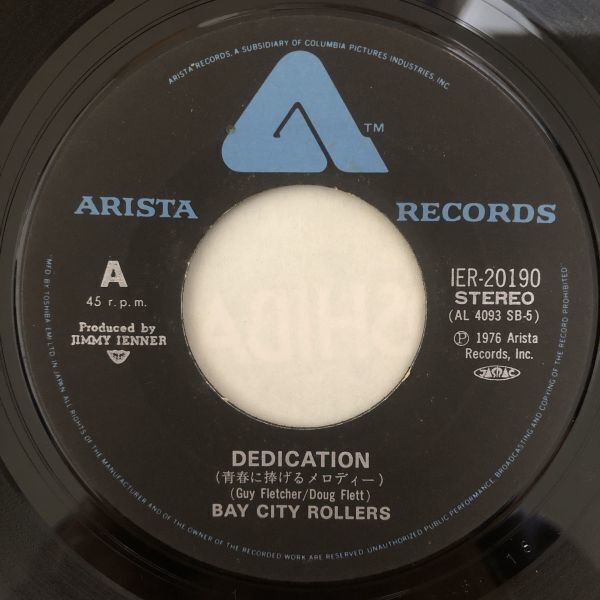 ARISTA RECORDS, A SUBSIDIARY OF COLUMBIA PICTURES INDUSTRIES, INC.
TM
ARISTA RECORDS
A
45 r.p.m.
Produced by
JIMMY IENNER
IER-20190
STEREO
(AL 4093 SB-5)
Ⓟ 1976 Arista
Records, Inc.
JASRAC
DEDICATION
(青春に捧げるメロディー)
(Guy Fletcher/Doug Flett)
BAY CITY ROLLERS
MFD BY TOSHIBA EMI LTD. IN JAPAN ALL RIGHTS OF THE MANUFACTURER AND OF THE OWNER OF THE RECORDED WORK ARE RESERVED. UNAUTHORIZED PUBLIC PERFORMANCE, BROADCASTING AND COPYING OF THE RECORD PROHIBITED